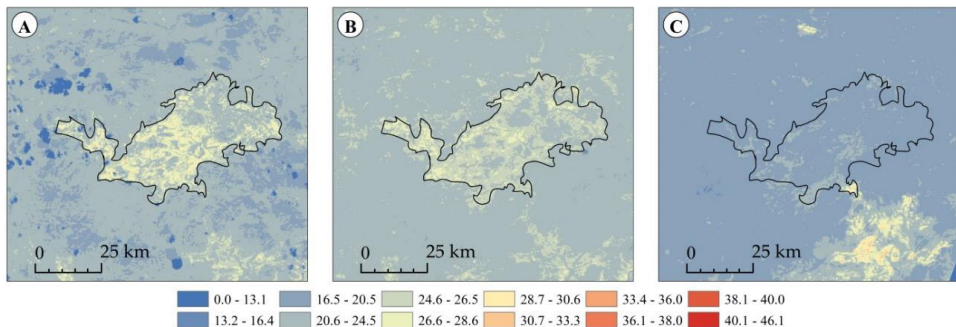 A B C
0 25 km 0 25 km 0 25 km
0.0 - 13.1 16.5 - 20.5 24.6 - 26.5 28.7 - 30.6 33.4 - 36.0 38.1 - 40.0
13.2 - 16.4 20.6 - 24.5 26.6 - 28.6 30.7 - 33.3 36.1 - 38.0 40.1 - 46.1